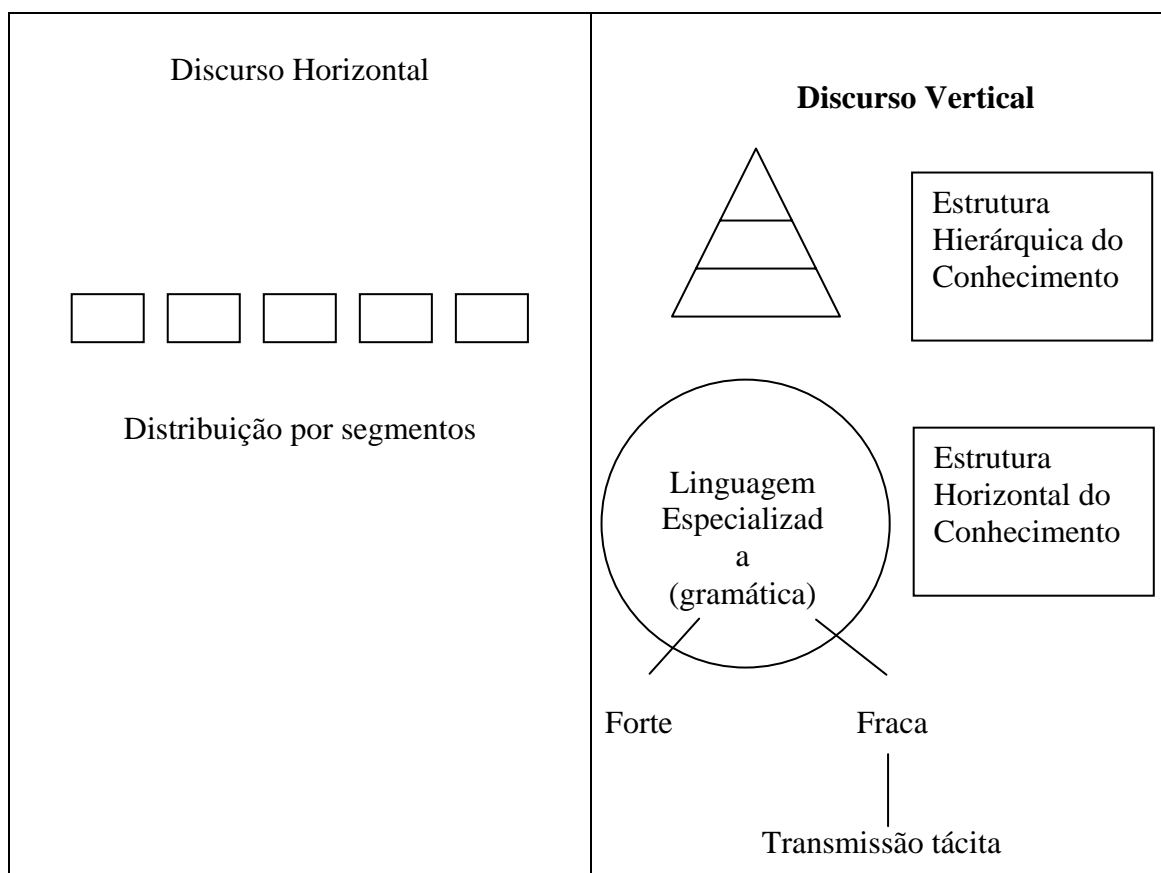 Discurso Horizontal
Distribuição por segmentos
Discurso Vertical
Estrutura
Hierárquica do
Conhecimento
Linguagem
Especializad
a
(gramática)
Estrutura
Horizontal do
Conhecimento
Forte
Fraca
Transmissão tácita